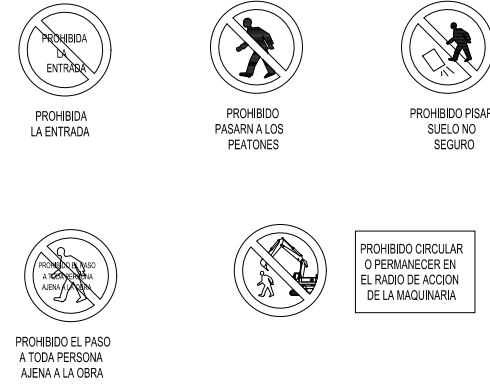 PROHIBIDA
LA
ENTRADA
PROHIBIDA
LA ENTRADA
PROHIBIDO
PASARN A LOS
PEATONES
PROHIBIDO PISAR
SUELO NO
SEGURO
PROHIBIDO EL PASO
A TODA PERSONA
AJENA A LA OBRA
PROHIBIDO EL PASO
A TODA PERSONA
AJENA A LA OBRA
PROHIBIDO CIRCULAR
O PERMANECER EN
EL RADIO DE ACCION
DE LA MAQUINARIA